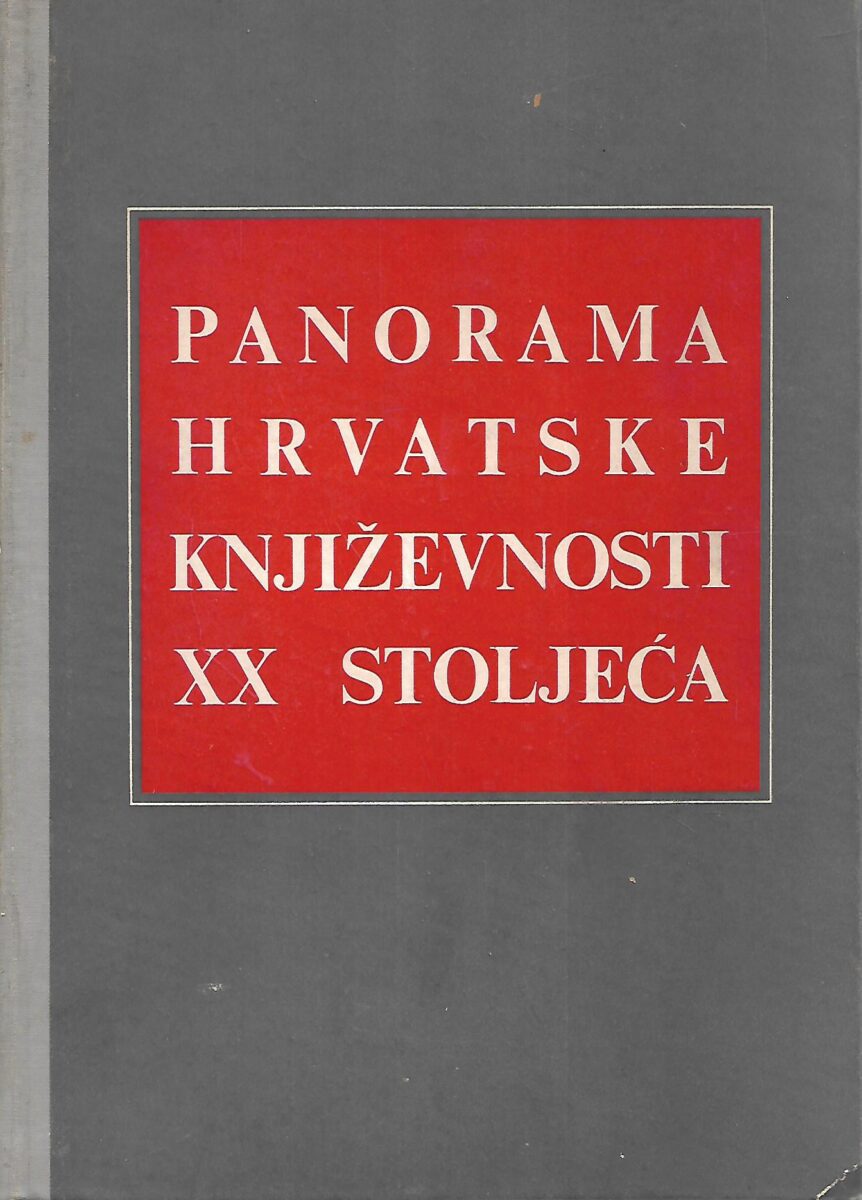 PANORAMA
HRVATSKE
KNJIŽEVNOSTI
XX STOLJEĆA